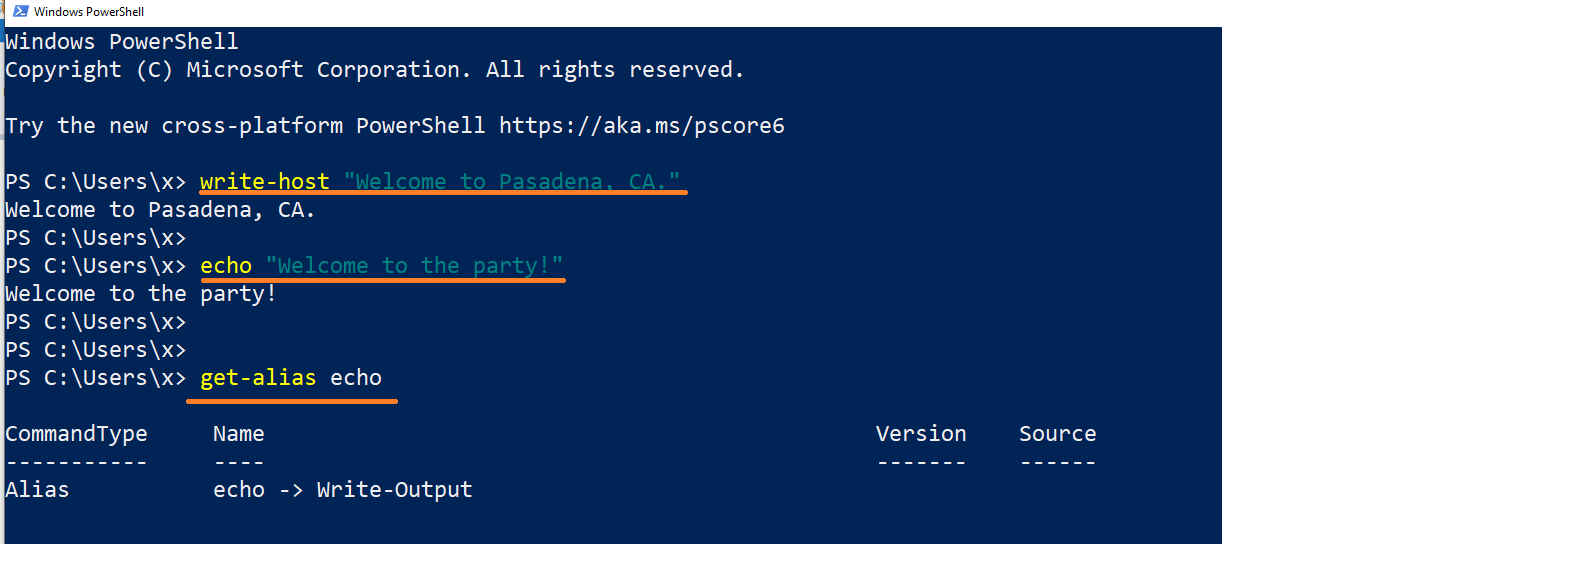 Windows PowerShell
Windows PowerShell
Copyright (C) Microsoft Corporation. All rights reserved.
Try the new cross-platform PowerShell https://aka.ms/pscore6
PS C:\Users\x> write-host "Welcome to Pasadena, CA."
Welcome to Pasadena, CA.
PS C:\Users\x>
PS C:\Users\x> echo "Welcome to the party!"
Welcome to the party!
PS C:\Users\x>
PS C:\Users\x>
PS C:\Users\x> get-alias echo
CommandType     Name                                               Version    Source
-----------     ----                                               -------    ------
Alias           echo -> Write-Output